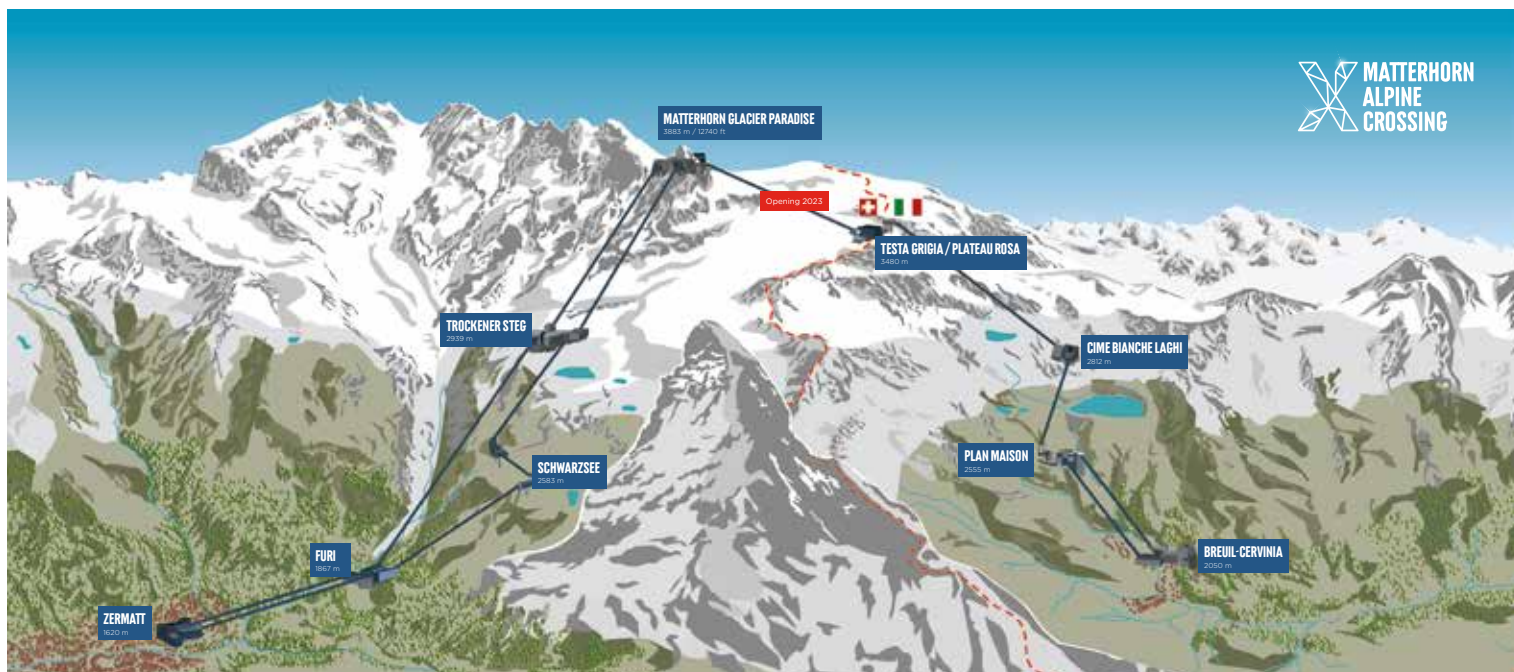 MATTERHORN
ALPINE
CROSSING
MATTERHORN GLACIER PARADISE
3883 m / 12740 ft
Opening 2023
TESTA GRIGIA / PLATEAU ROSA
3480 m
TROCKENER STEG
2939 m
CIME BIANCHE LAGHI
2812 m
PLAN MAISON
2555 m
SCHWARZSEE
2583 m
FURI
1867 m
BREUIL-CERVINIA
2050 m
ZERMATT
1620 m